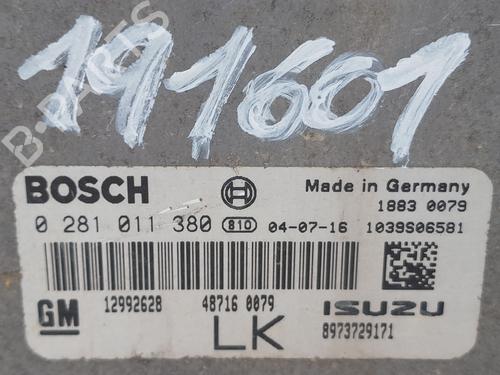 191601
B-PARTS
BOSCH
Made in Germany
1883 0079
0 281 011 380 810 04-07-16 1039S06581
GM 12992628 48716 0079 ISUZU
LK 8973729171